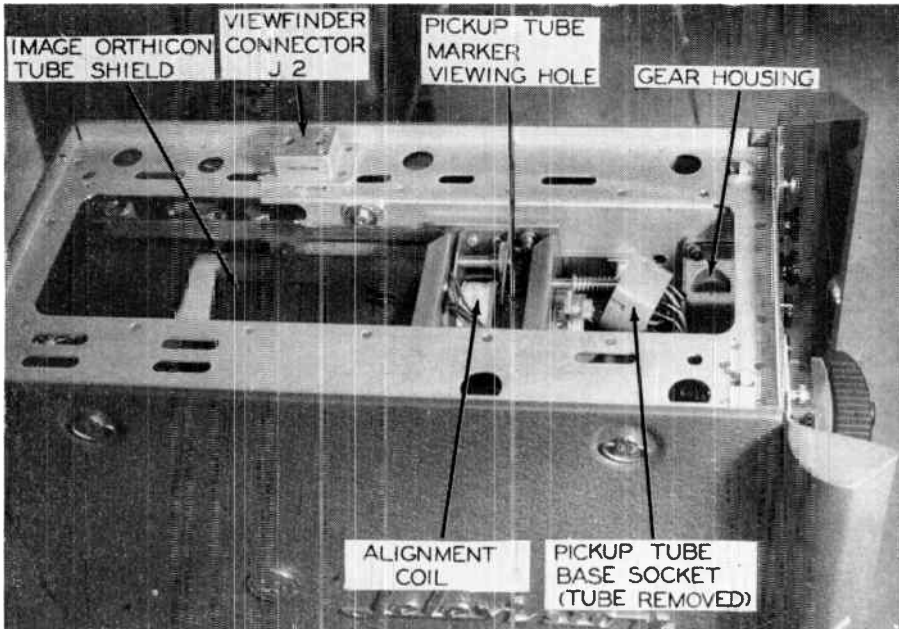 IMAGE ORTHICON
TUBE SHIELD
VIEWFINDER
CONNECTOR
J 2
PICKUP TUBE
MARKER
VIEWING HOLE
GEAR HOUSING
ALIGNMENT
COIL
PICKUP TUBE
BASE SOCKET
(TUBE REMOVED)